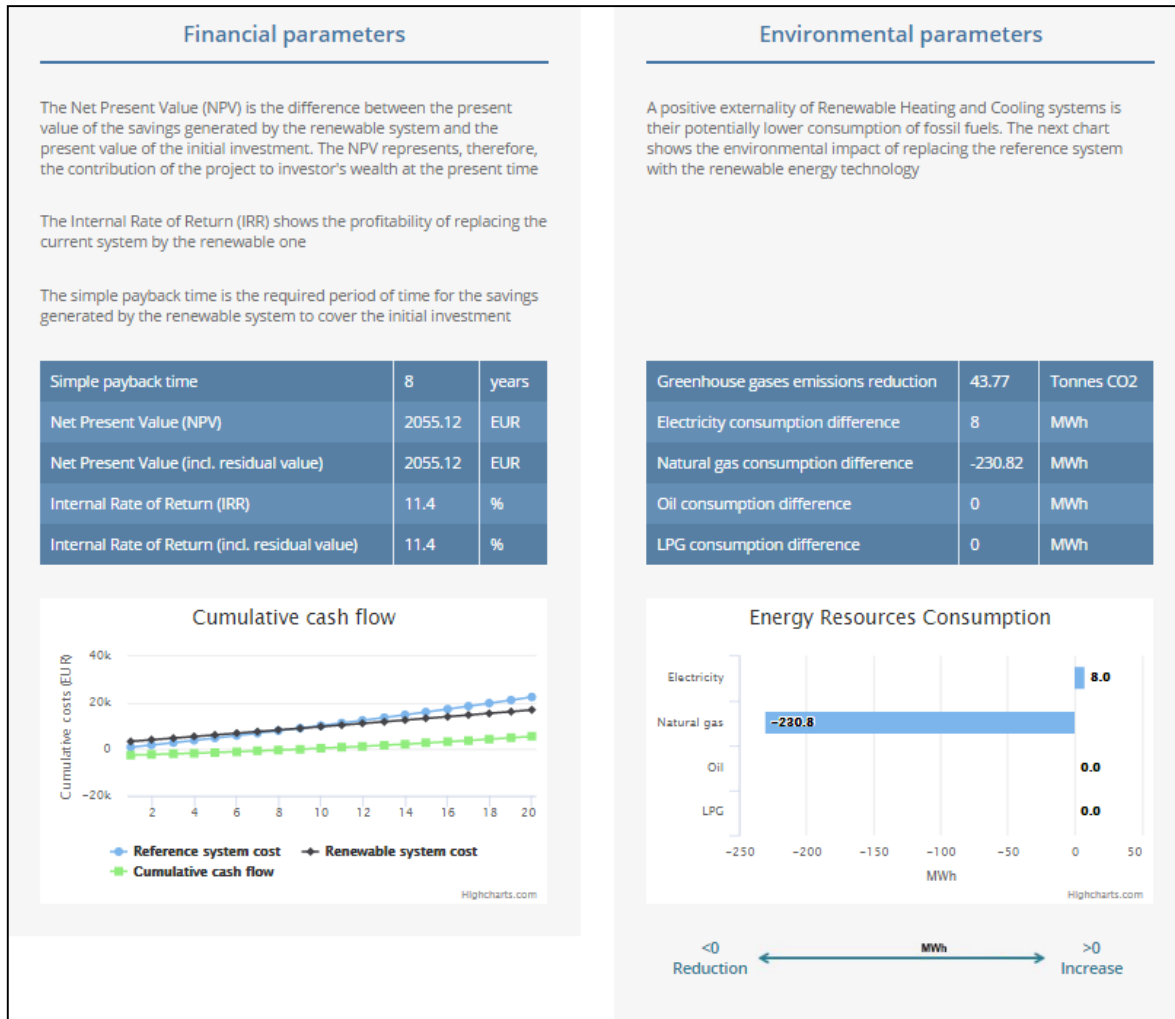 Financial parameters
The Net Present Value (NPV) is the difference between the present
value of the savings generated by the renewable system and the
present value of the initial investment. The NPV represents, therefore,
the contribution of the project to investor's wealth at the present time
The Internal Rate of Return (IRR) shows the profitability of replacing the
current system by the renewable one
The simple payback time is the required period of time for the savings
generated by the renewable system to cover the initial investment
Simple payback time 8 years
Net Present Value (NPV) 2055.12 EUR
Net Present Value (incl. residual value) 2055.12 EUR
Internal Rate of Return (IRR) 11.4 %
Internal Rate of Return (incl. residual value) 11.4 %
Cumulative cash flow
Cumulative costs (EUR)
40k
20k
0
-20k
2 4 6 8 10 12 14 16 18 20
Reference system cost Renewable system cost
Cumulative cash flow
Highcharts.com
Environmental parameters
A positive externality of Renewable Heating and Cooling systems is
their potentially lower consumption of fossil fuels. The next chart
shows the environmental impact of replacing the reference system
with the renewable energy technology
Greenhouse gases emissions reduction 43.77 Tonnes CO2
Electricity consumption difference 8 MWh
Natural gas consumption difference -230.82 MWh
Oil consumption difference 0 MWh
LPG consumption difference 0 MWh
Energy Resources Consumption
Electricity 8.0
Natural gas -230.8
Oil 0.0
LPG 0.0
-250 -200 -150 -100 -50 0 50
MWh
Highcharts.com
<0 MWh >0
Reduction Increase